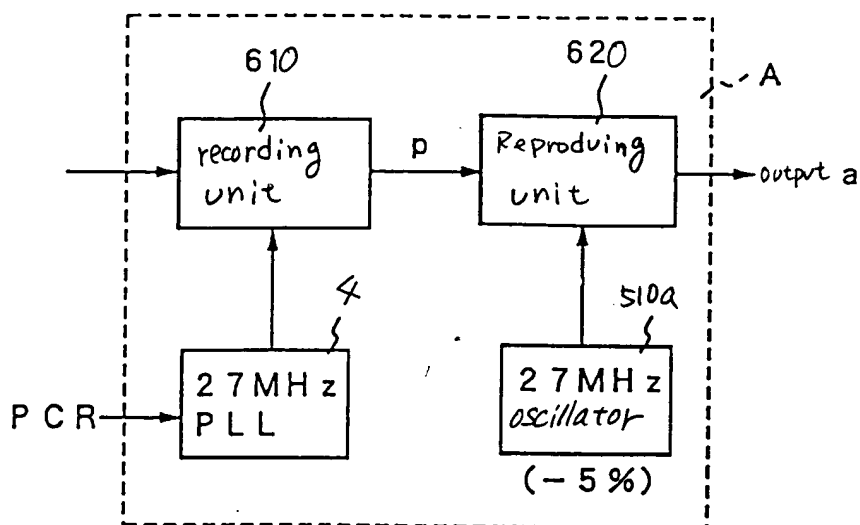 610
620
A
recording
unit
p
Reproduving
unit
output a
4
510a
27MHz
PLL
PCR
27MHz
oscillator
(-5%)